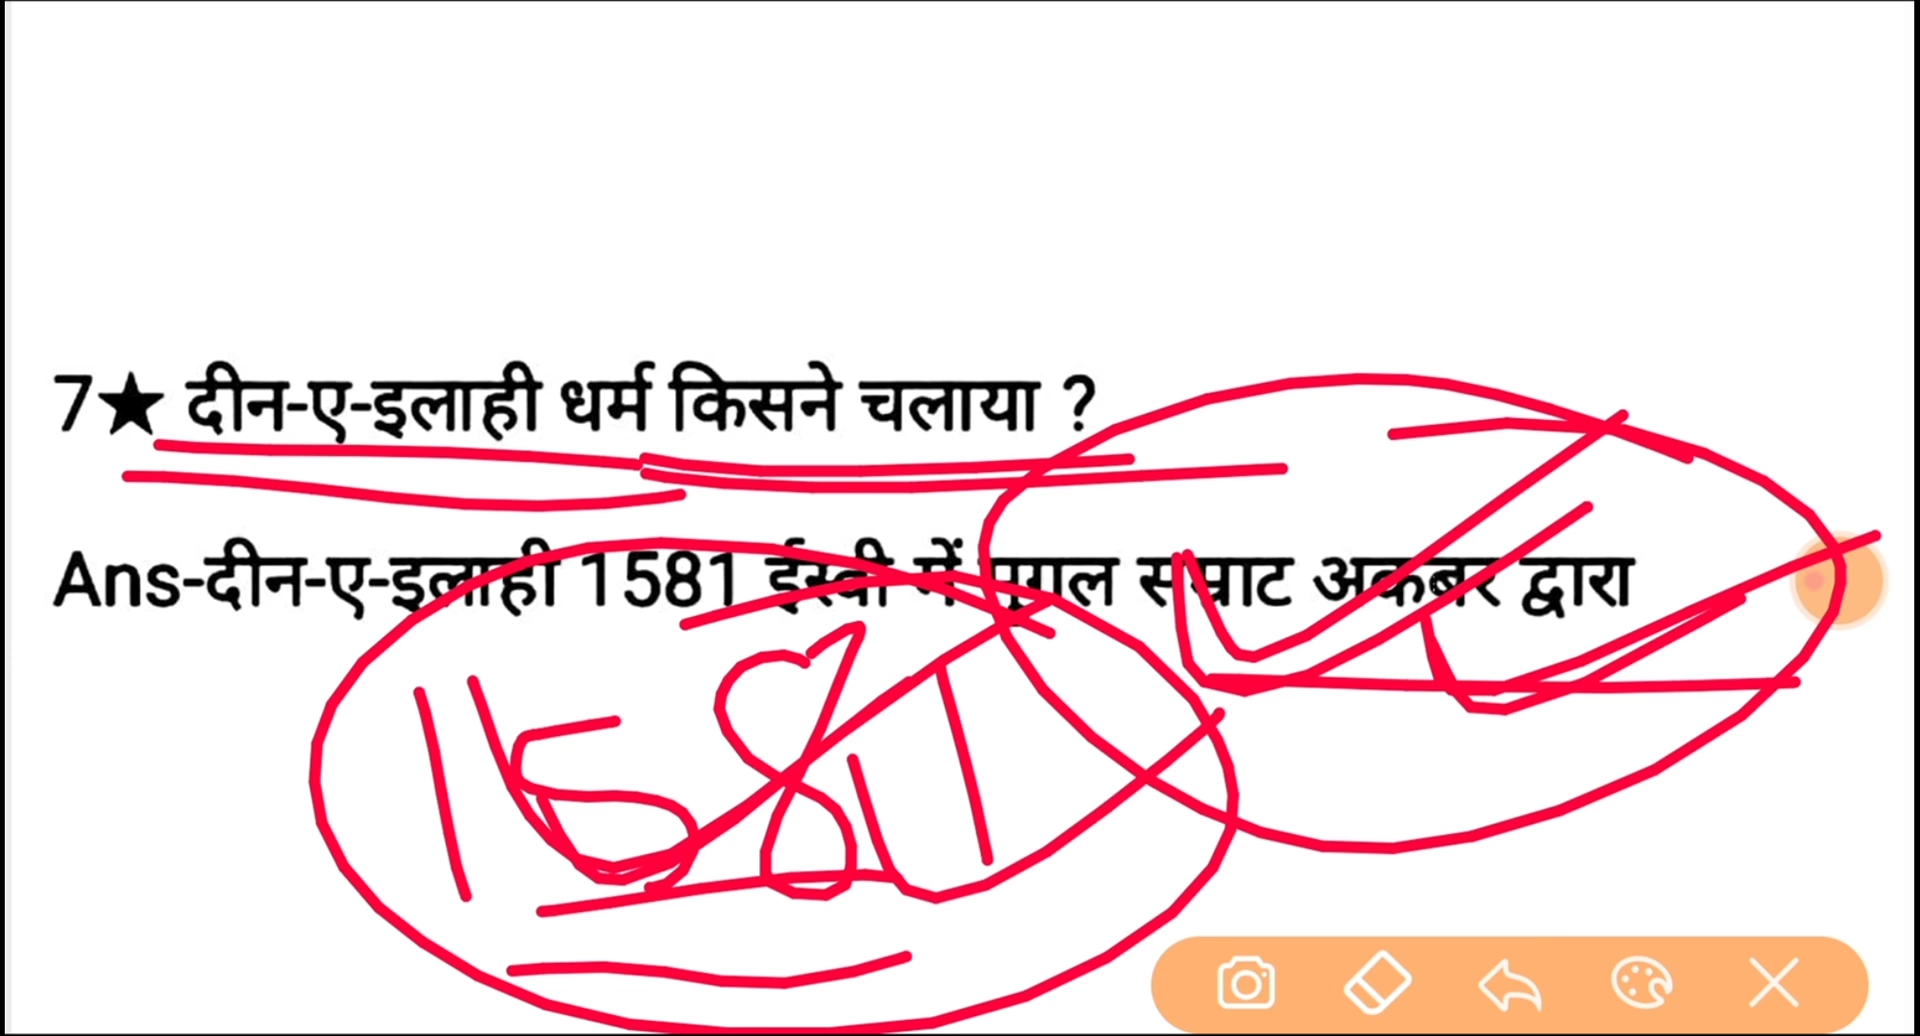 7★ दीन-ए-इलाही धर्म किसने चलाया ?
Ans-दीन-ए-इलाही 1581 ईस्वी में मुगल सम्राट अकबर द्वारा
1581